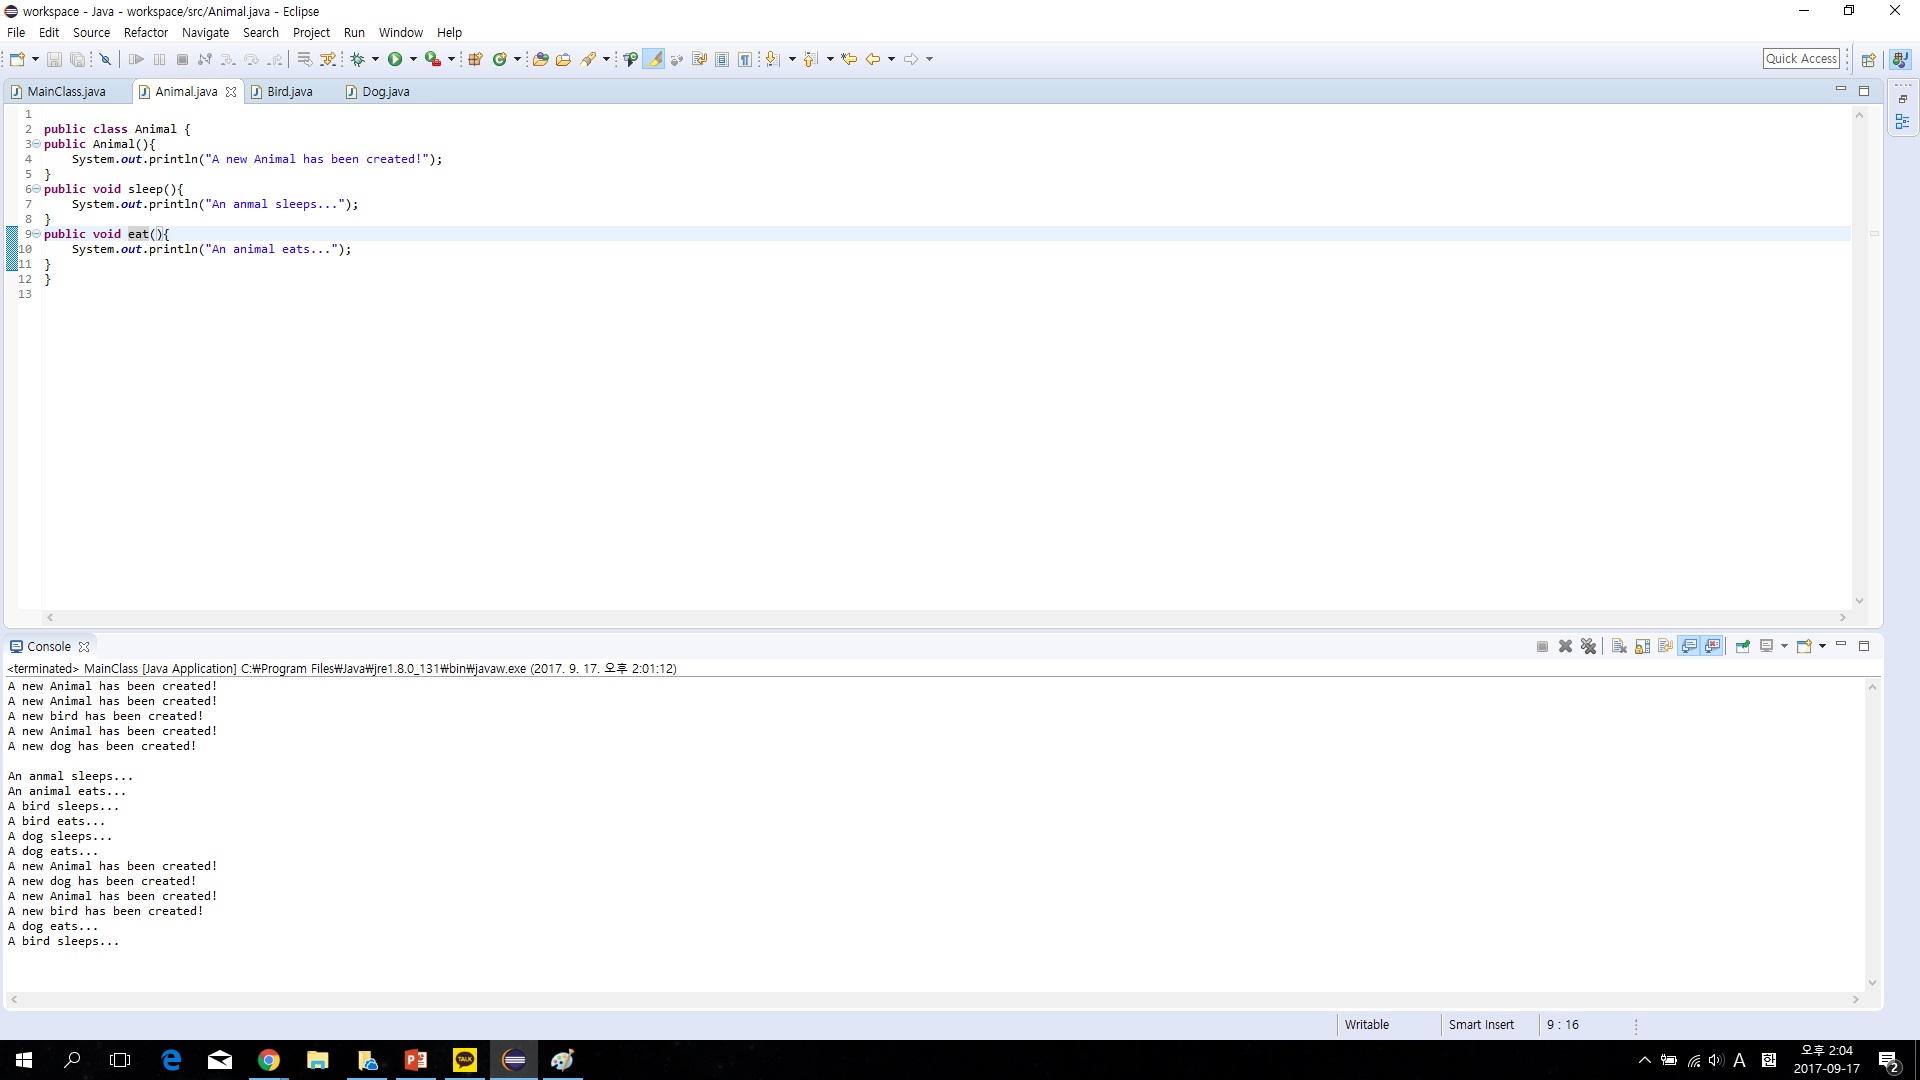 workspace - Java - workspace/src/Animal.java - Eclipse
File Edit Source Refactor Navigate Search Project Run Window Help
Quick Access
MainClass.java Animal.java Bird.java Dog.java
1
2 public class Animal {
3 public Animal(){
4 System.out.println("A new Animal has been created!");
5 }
6 public void sleep(){
7 System.out.println("An anmal sleeps...");
8 }
9 public void eat(){
10 System.out.println("An animal eats...");
11 }
12 }
13
Console
<terminated> MainClass [Java Application] C:₩Program Files₩Java₩jre1.8.0_131₩bin₩javaw.exe (2017. 9. 17. 오후 2:01:12)
A new Animal has been created!
A new Animal has been created!
A new bird has been created!
A new Animal has been created!
A new dog has been created!
An anmal sleeps...
An animal eats...
A bird sleeps...
A bird eats...
A dog sleeps...
A dog eats...
A new Animal has been created!
A new dog has been created!
A new Animal has been created!
A new bird has been created!
A dog eats...
A bird sleeps...
Writable Smart Insert 9 : 16
TALK
A 한 오후 2:04
2017-09-17 2